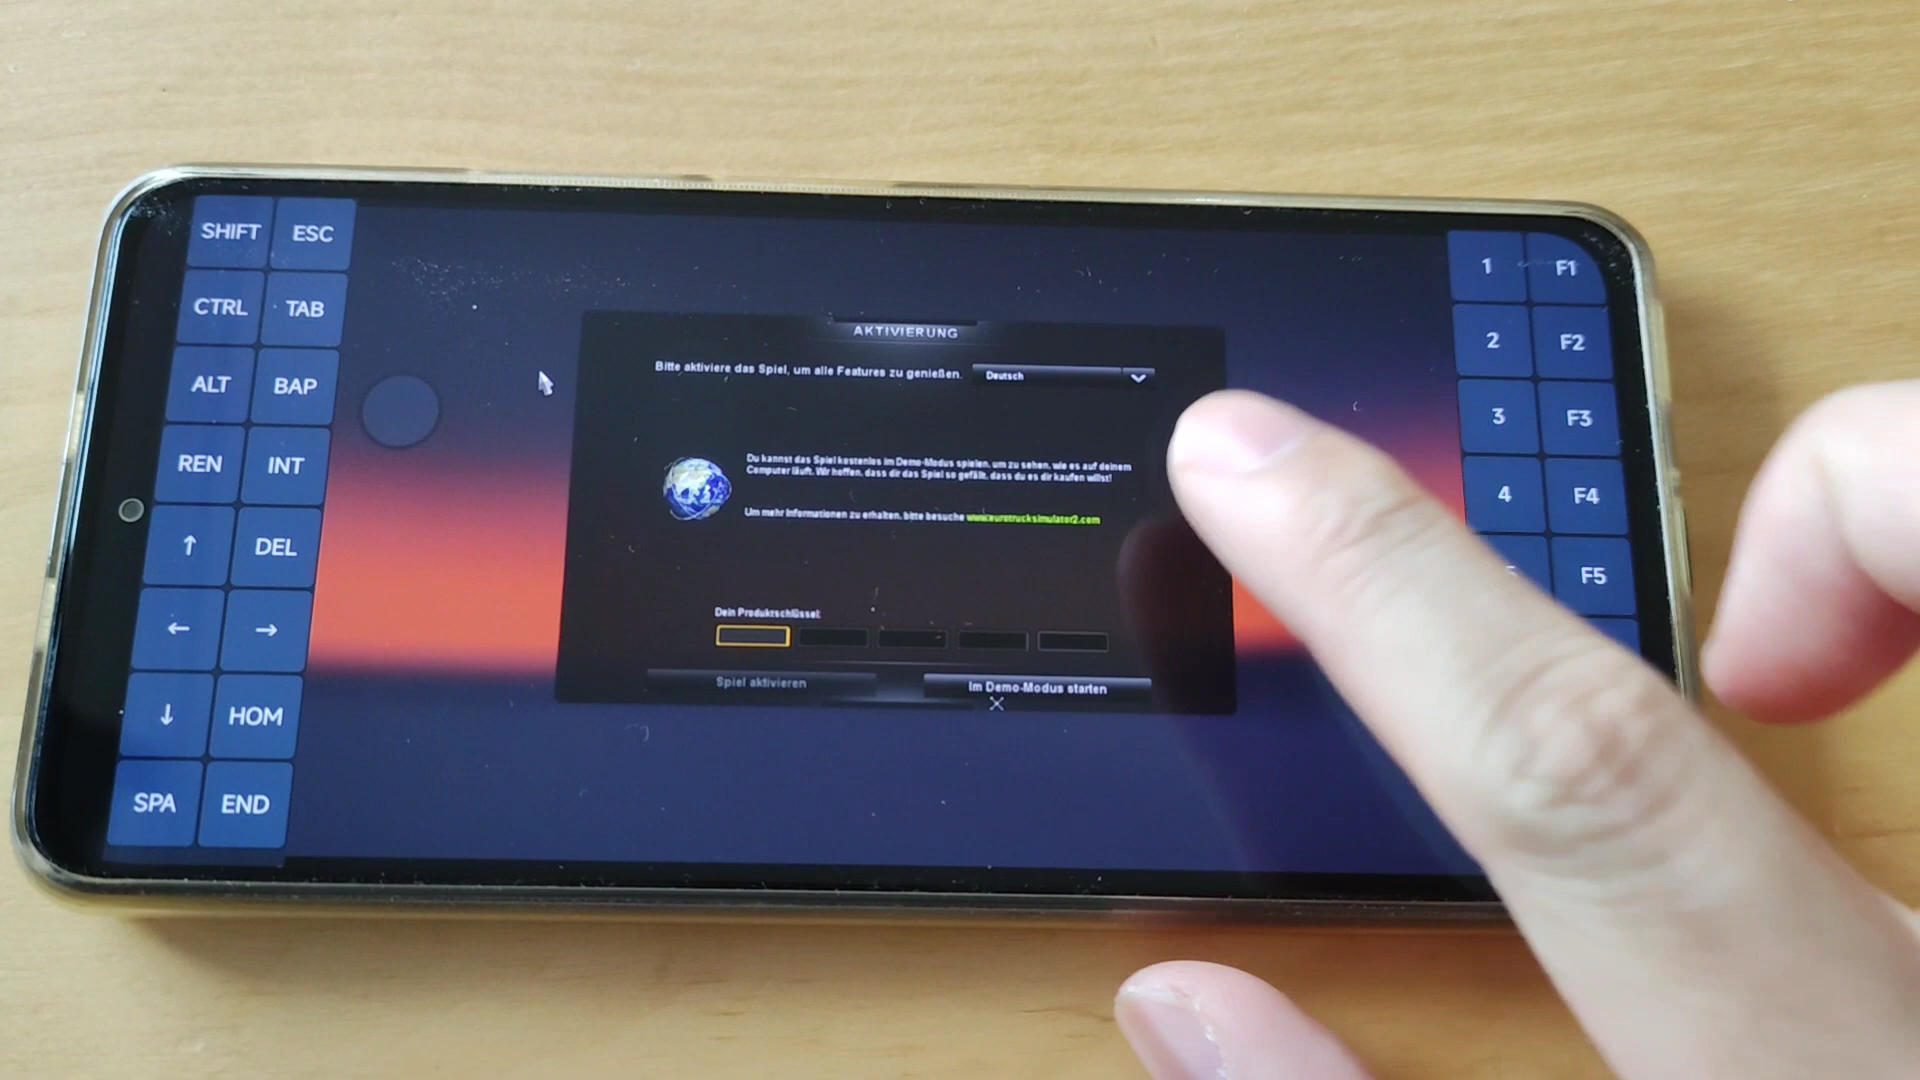 SHIFT ESC
CTRL TAB
ALT BAP
REN INT
↑ DEL
← →
↓ HOM
SPA END
AKTIVIERUNG
Bitte aktiviere das Spiel, um alle Features zu genießen.
Deutsch
Du kannst das Spiel kostenlos im Demo-Modus spielen, um zu sehen, wie es auf deinem
Computer läuft. Wir hoffen, dass dir das Spiel so gefällt, dass du es dir kaufen willst!
Um mehr Informationen zu erhalten, bitte besuche www.eurotrucksimulator2.com
Dein Produktschlüssel:
Spiel aktivieren
Im Demo-Modus starten
1 F1
2 F2
3 F3
4 F4
F5